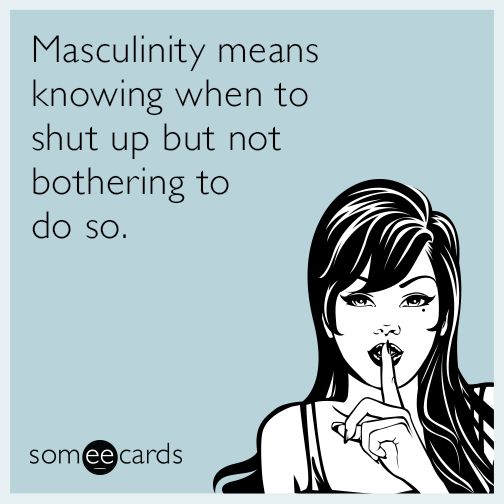 Masculinity means
knowing when to
shut up but not
bothering to
do so.
someecards